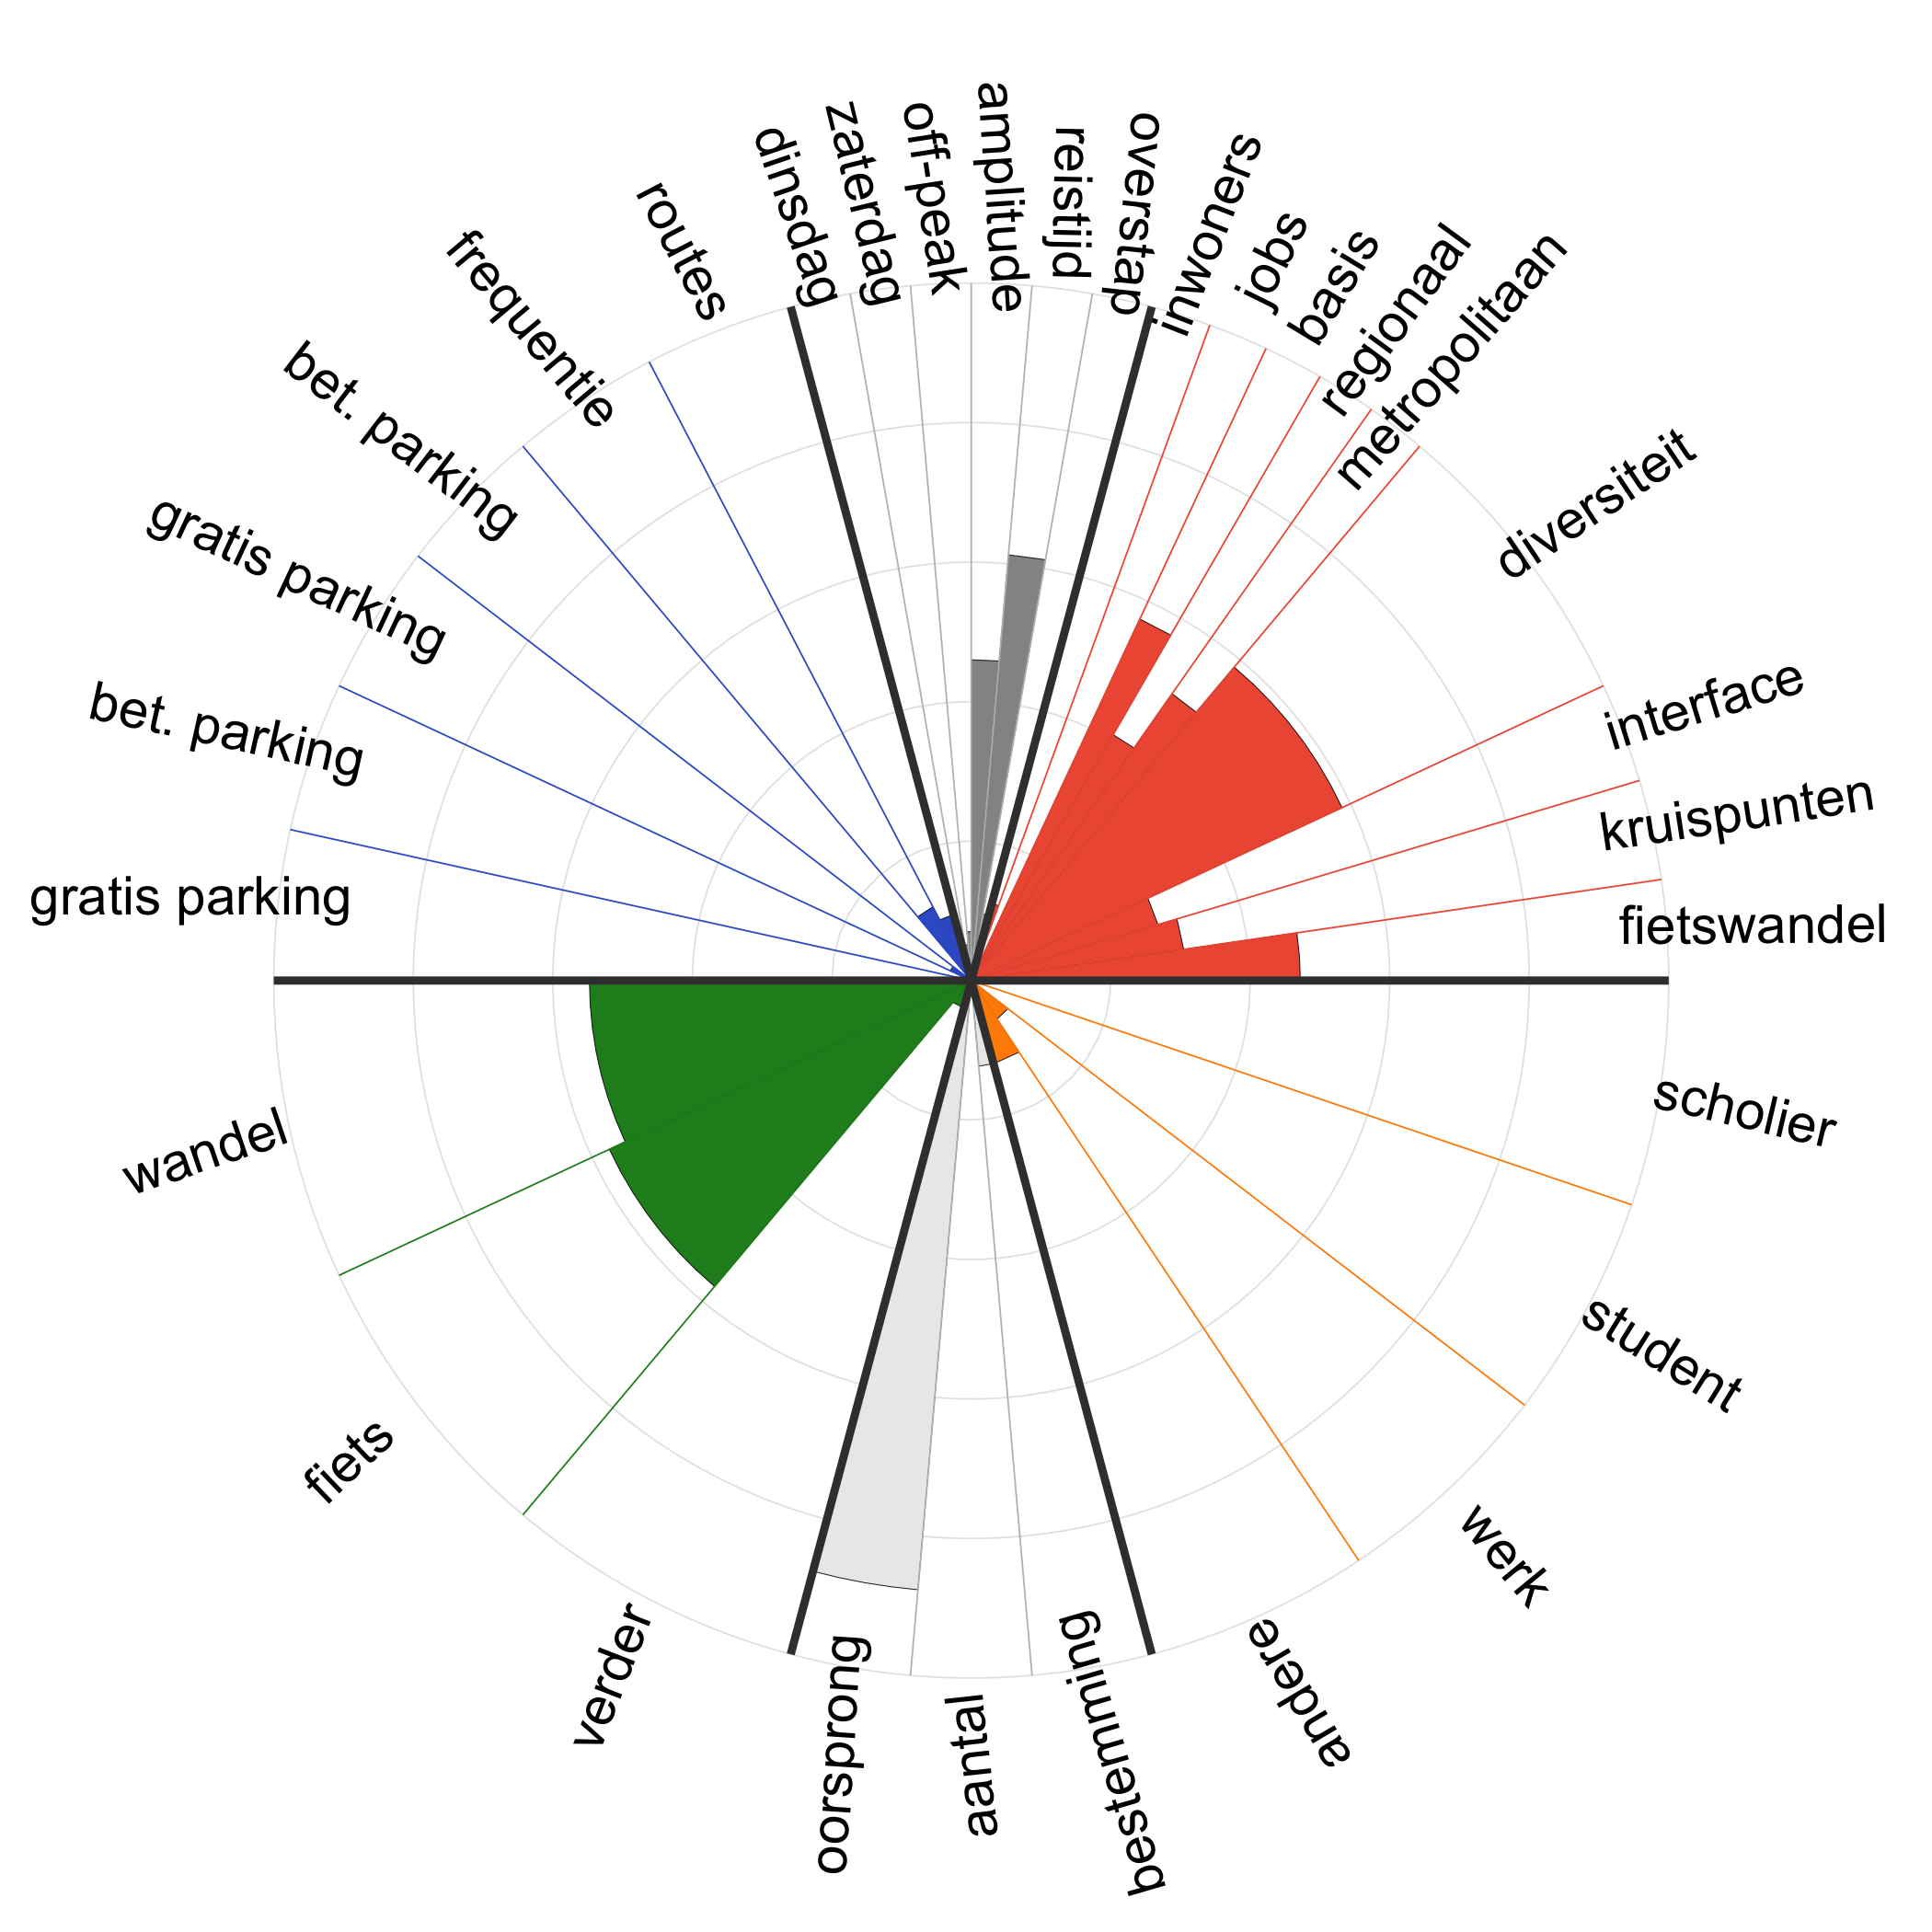 dinsdag
zaterdag
off-peak
amplitude
reistijd
overstap
inwoners
jobs
basis
regionaal
metropolitaan
diversiteit
interface
kruispunten
fietswandel
scholier
student
werk
andere
bestemming
aantal
oorsprong
verder
fiets
wandel
gratis parking
bet. parking
gratis parking
bet. parking
frequentie
routes